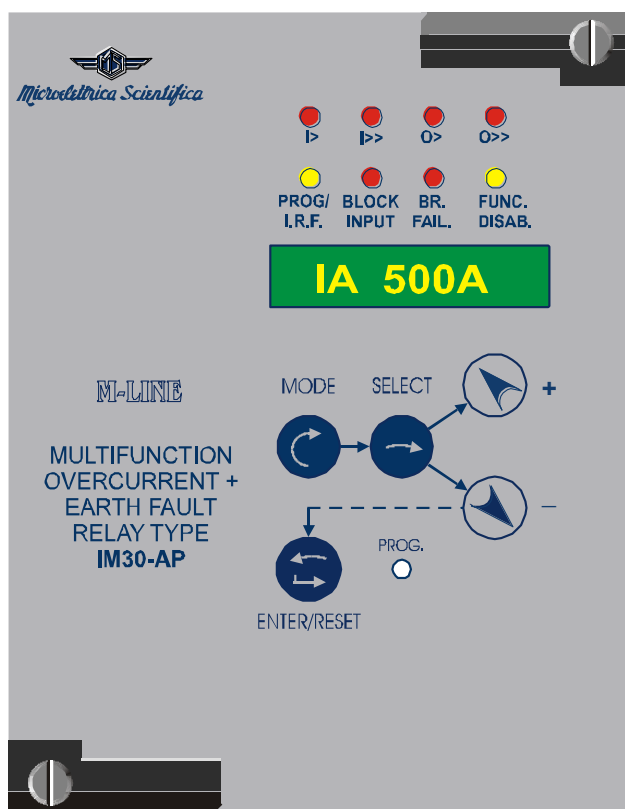 MS
Microelettrica Scientifica
I> I>> O> O>>
PROG/ BLOCK BR. FUNC.
I.R.F. INPUT FAIL. DISAB.
IA 500A
M-LINE
MODE SELECT
+
MULTIFUNCTION
OVERCURRENT +
EARTH FAULT
RELAY TYPE
IM30-AP
–
PROG.
ENTER/RESET